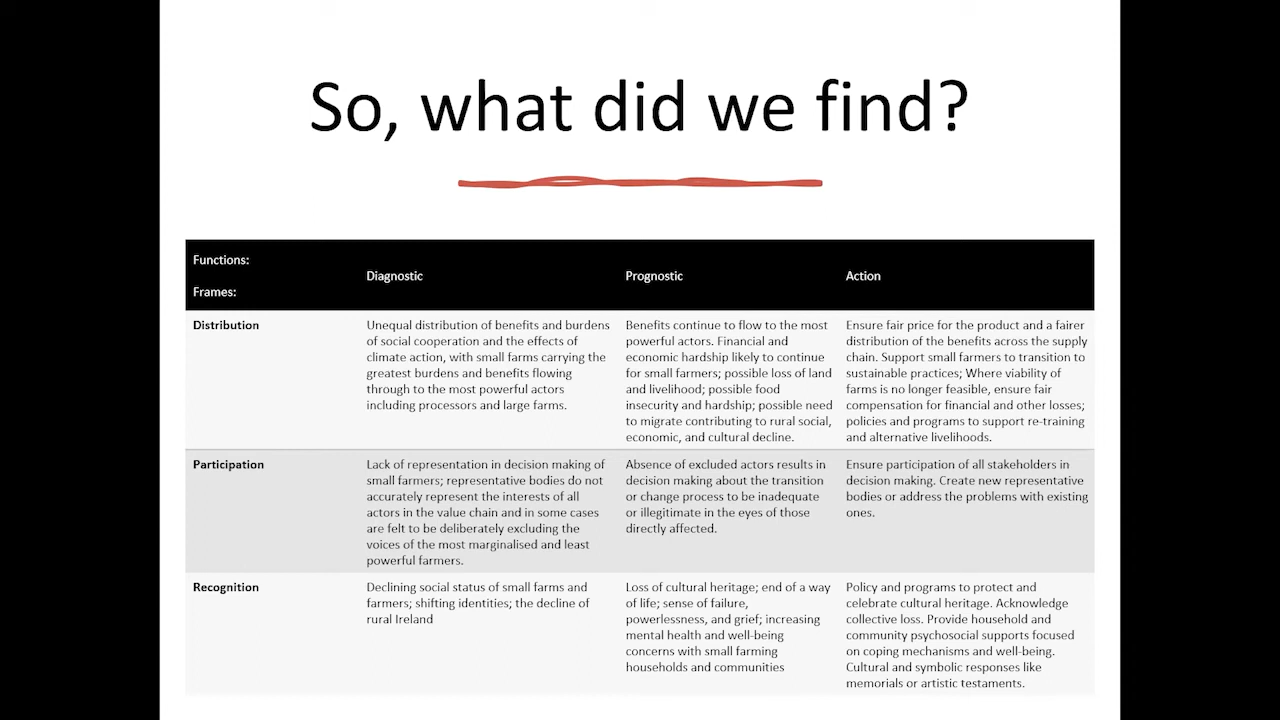 So, what did we find?
Functions:
Frames:
Diagnostic
Prognostic
Action
Distribution
Unequal distribution of benefits and burdens
of social cooperation and the effects of
climate action, with small farms carrying the
greatest burdens and benefits flowing
through to the most powerful actors
including processors and large farms.
Benefits continue to flow to the most
powerful actors. Financial and
economic hardship likely to continue
for small farmers; possible loss of land
and livelihood; possible food
insecurity and hardship; possible need
to migrate contributing to rural social,
economic, and cultural decline.
Ensure fair price for the product and a fairer
distribution of the benefits across the supply
chain. Support small farmers to transition to
sustainable practices; Where viability of
farms is no longer feasible, ensure fair
compensation for financial and other losses;
policies and programs to support re-training
and alternative livelihoods.
Participation
Lack of representation in decision making of
small farmers; representative bodies do not
accurately represent the interests of all
actors in the value chain and in some cases
are felt to be deliberately excluding the
voices of the most marginalised and least
powerful farmers.
Absence of excluded actors results in
decision making about the transition
or change process to be inadequate
or illegitimate in the eyes of those
directly affected.
Ensure participation of all stakeholders in
decision making. Create new representative
bodies or address the problems with existing
ones.
Recognition
Declining social status of small farms and
farmers; shifting identities; the decline of
rural Ireland
Loss of cultural heritage; end of a way
of life; sense of failure,
powerlessness, and grief; increasing
mental health and well-being
concerns with small farming
households and communities
Policy and programs to protect and
celebrate cultural heritage. Acknowledge
collective loss. Provide household and
community psychosocial supports focused
on coping mechanisms and well-being.
Cultural and symbolic responses like
memorials or artistic testaments.